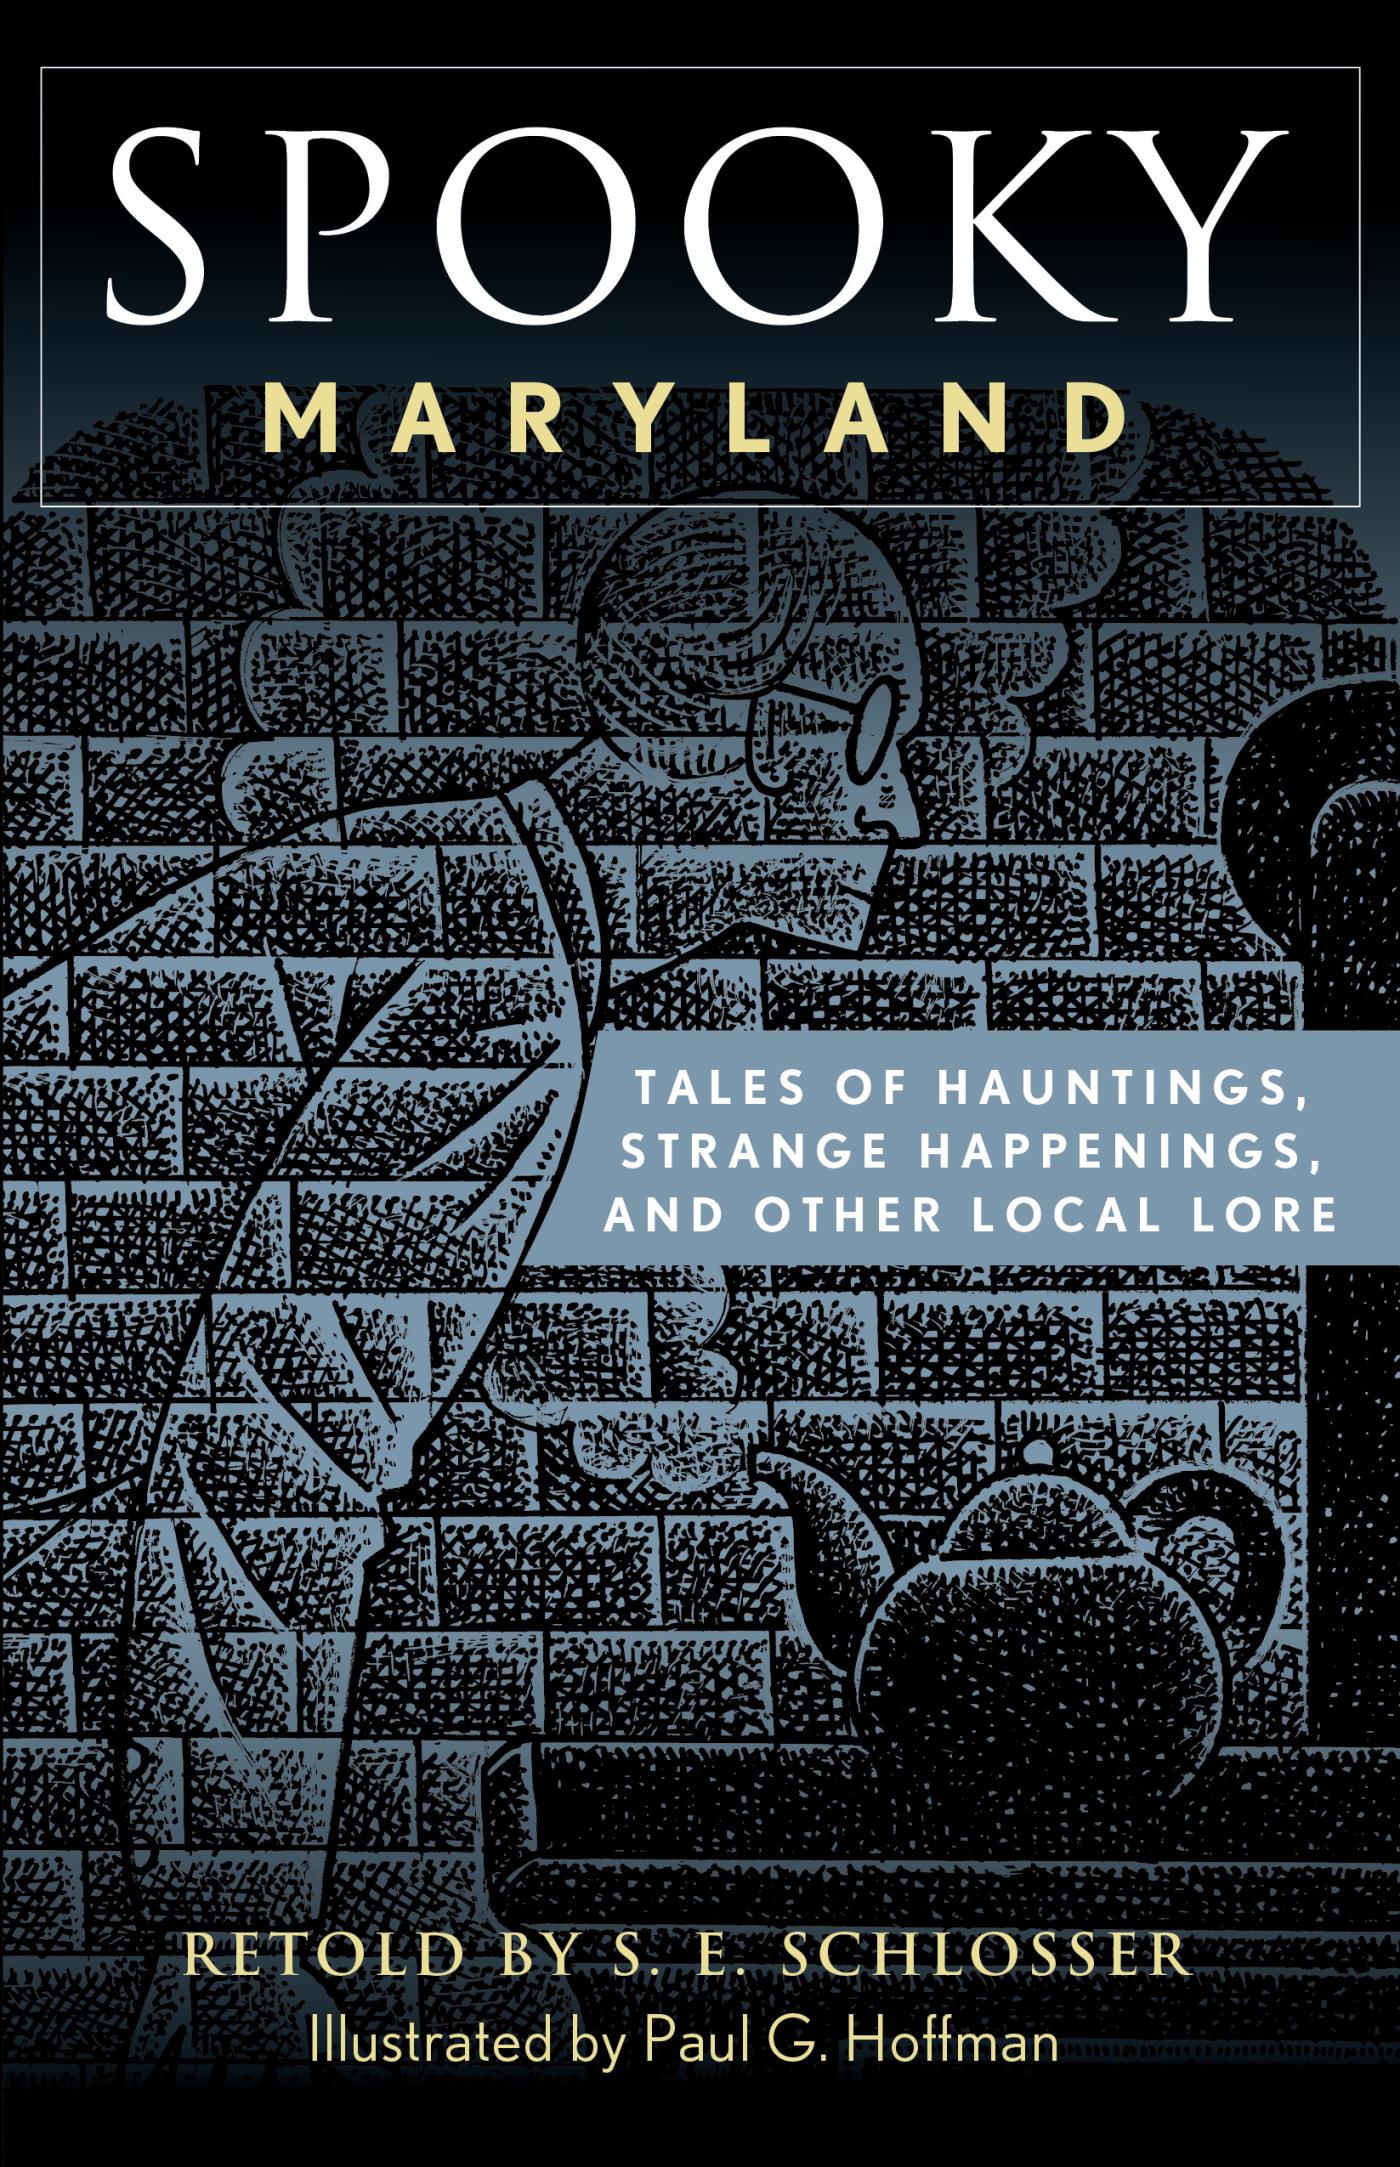 SPOOKY
MARYLAND
TALES OF HAUNTINGS,
STRANGE HAPPENINGS,
AND OTHER LOCAL LORE
RETOLD BY S. E. SCHLOSSER
Illustrated by Paul G. Hoffman